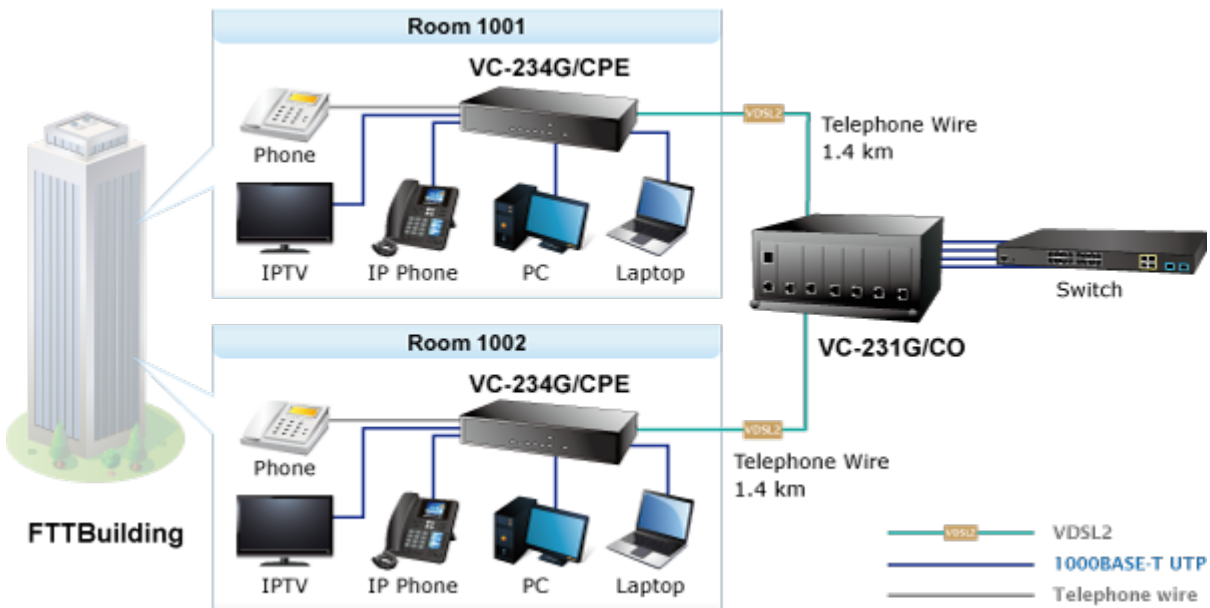 Room 1001
VC-234G/CPE
Phone
IPTV
IP Phone
PC
Laptop
VDSL2
Telephone Wire
1.4 km
Switch
VC-231G/CO
Room 1002
VC-234G/CPE
Phone
IPTV
IP Phone
PC
Laptop
VDSL2
Telephone Wire
1.4 km
FTTBuilding
VDSL2
VDSL2
1000BASE-T UTP
Telephone wire